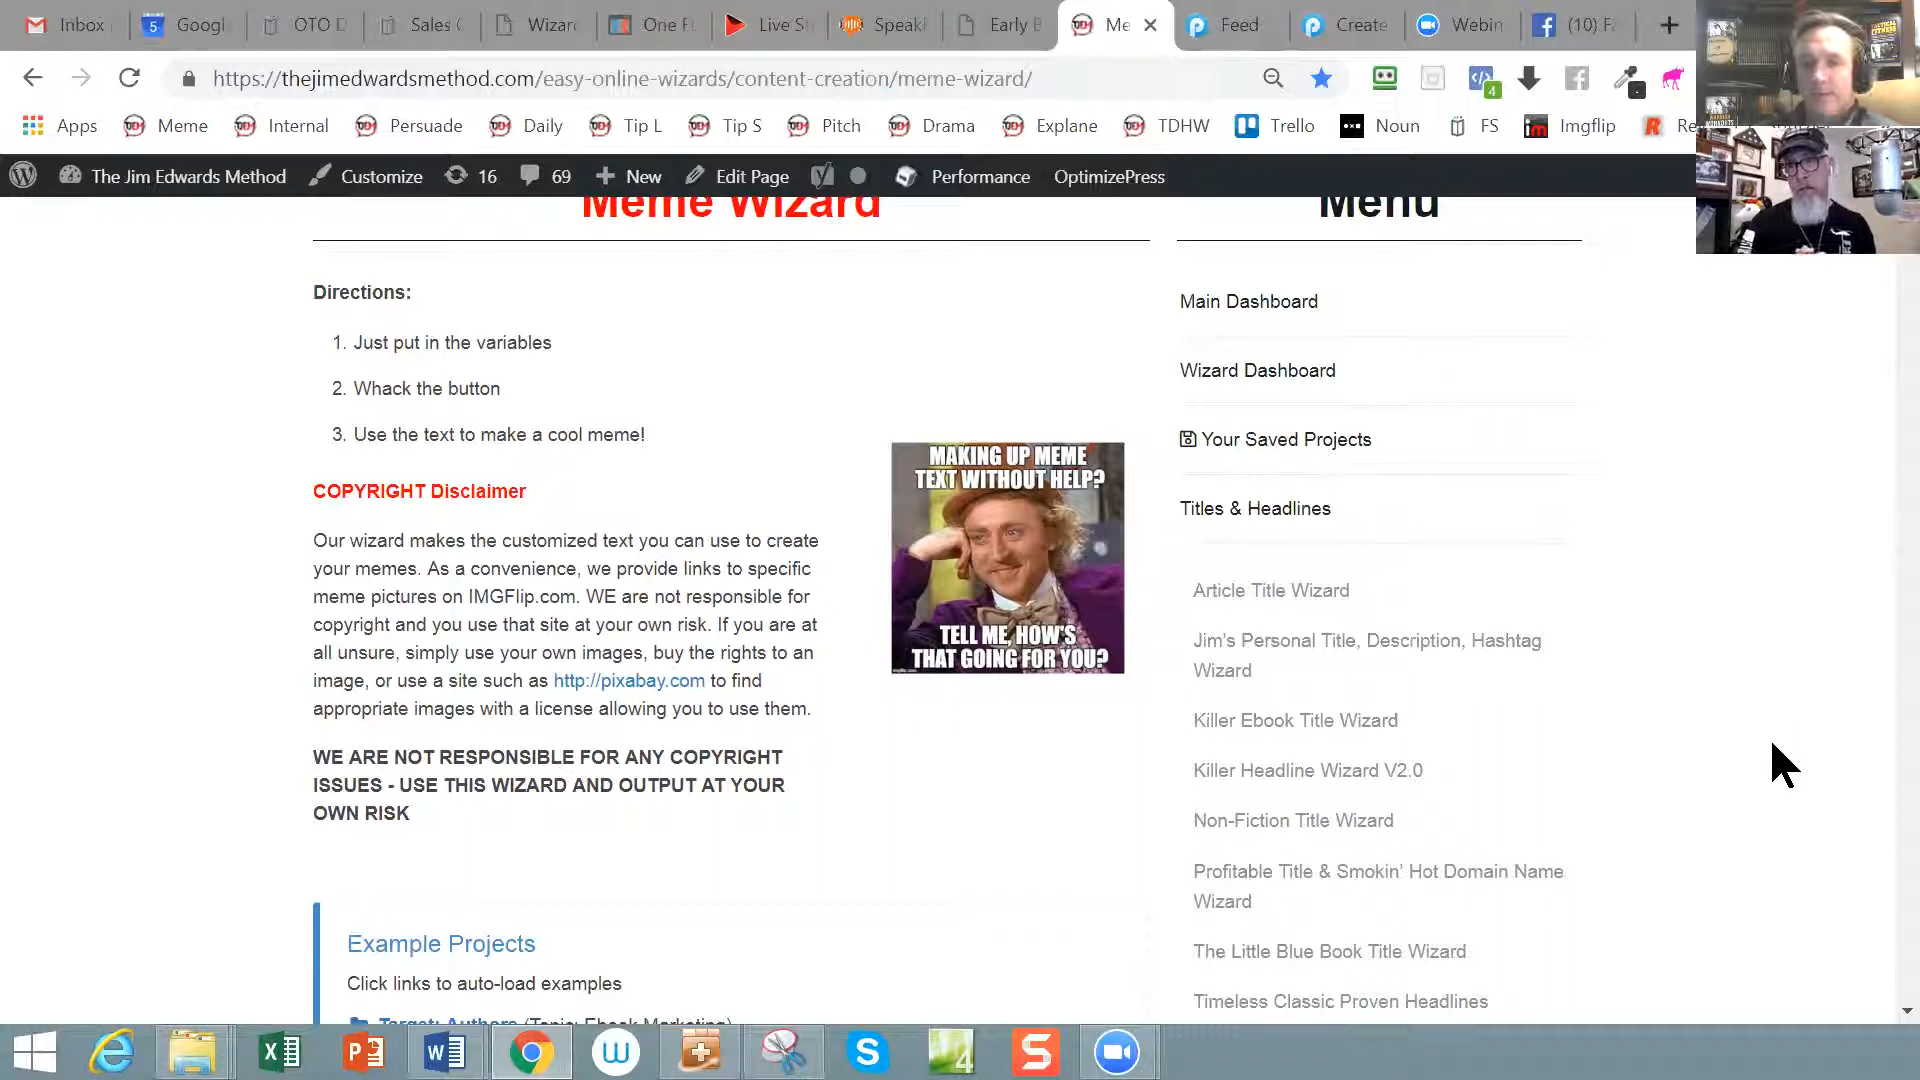 Inbox
Googl
OTO D
Sales
Wizar
One F
Live St
Speak
Early B
Me
Feed
Create
Webin
(10) F
https://thejimedwardsmethod.com/easy-online-wizards/content-creation/meme-wizard/
4
Apps
Meme
Internal
Persuade
Daily
Tip L
Tip S
Pitch
Drama
Explane
TDHW
Trello
Noun
FS
Imgflip
The Jim Edwards Method
Customize
16
69
New
Edit Page
Performance
OptimizePress
Meme Wizard
Directions:
1. Just put in the variables
2. Whack the button
3. Use the text to make a cool meme!
COPYRIGHT Disclaimer
Our wizard makes the customized text you can use to create
your memes. As a convenience, we provide links to specific
meme pictures on IMGFlip.com. WE are not responsible for
copyright and you use that site at your own risk. If you are at
all unsure, simply use your own images, buy the rights to an
image, or use a site such as http://pixabay.com to find
appropriate images with a license allowing you to use them.
WE ARE NOT RESPONSIBLE FOR ANY COPYRIGHT
ISSUES - USE THIS WIZARD AND OUTPUT AT YOUR
OWN RISK
MAKING UP MEME
TEXT WITHOUT HELP?
TELL ME, HOW'S
THAT GOING FOR YOU?
Example Projects
Click links to auto-load examples
Target: Authors (Topic: Ebook Marketing)
Menu
Main Dashboard
Wizard Dashboard
Your Saved Projects
Titles & Headlines
Article Title Wizard
Jim's Personal Title, Description, Hashtag
Wizard
Killer Ebook Title Wizard
Killer Headline Wizard V2.0
Non-Fiction Title Wizard
Profitable Title & Smokin' Hot Domain Name
Wizard
The Little Blue Book Title Wizard
Timeless Classic Proven Headlines